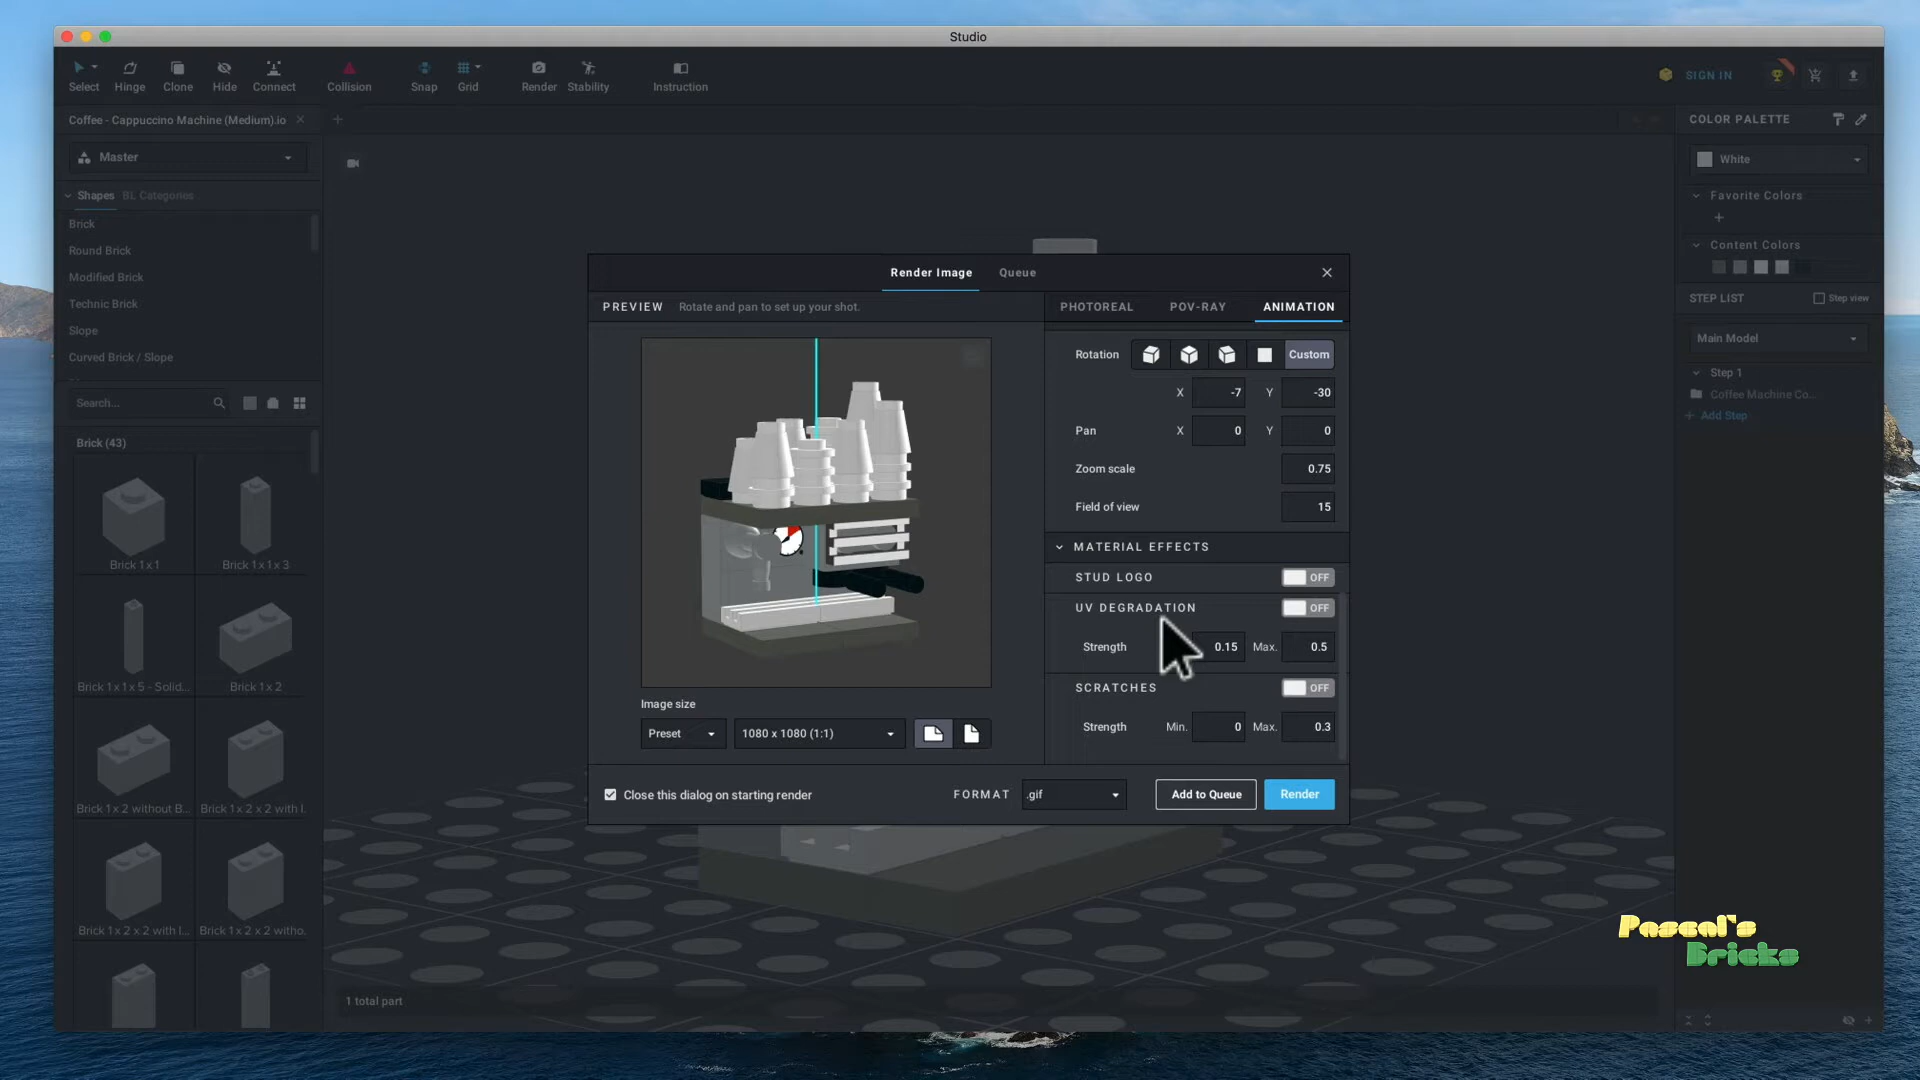 Studio
Select
Hinge
Clone
Hide
Connect
Collision
Snap
Grid
Render
Stability
Instruction
SIGN IN
Coffee - Cappuccino Machine (Medium).io
Master
Shapes BL Categories
Brick
Round Brick
Modified Brick
Technic Brick
Slope
Curved Brick / Slope
Search...
Brick (43)
Brick 1 x 1
Brick 1 x 1 x 3
Brick 1 x 1 x 5 - Solid...
Brick 1 x 2
Brick 1 x 2 without B...
Brick 1 x 2 x 2 with I...
Brick 1 x 2 x 2 with I...
Brick 1 x 2 x 2 witho...
Render Image
Queue
PREVIEW Rotate and pan to set up your shot.
PHOTOREAL
POV-RAY
ANIMATION
Rotation
Custom
X -7 Y -30
Pan X 0 Y 0
Zoom scale 0.75
Field of view 15
MATERIAL EFFECTS
STUD LOGO OFF
UV DEGRADATION OFF
Strength 0.15 Max. 0.5
SCRATCHES OFF
Strength Min. 0 Max. 0.3
Image size
Preset
1080 x 1080 (1:1)
Close this dialog on starting render
FORMAT .gif
Add to Queue
Render
1 total part
COLOR PALETTE
White
Favorite Colors
Content Colors
STEP LIST
Step view
Main Model
Step 1
Coffee Machine Co...
+ Add Step
Pascal's
Bricks